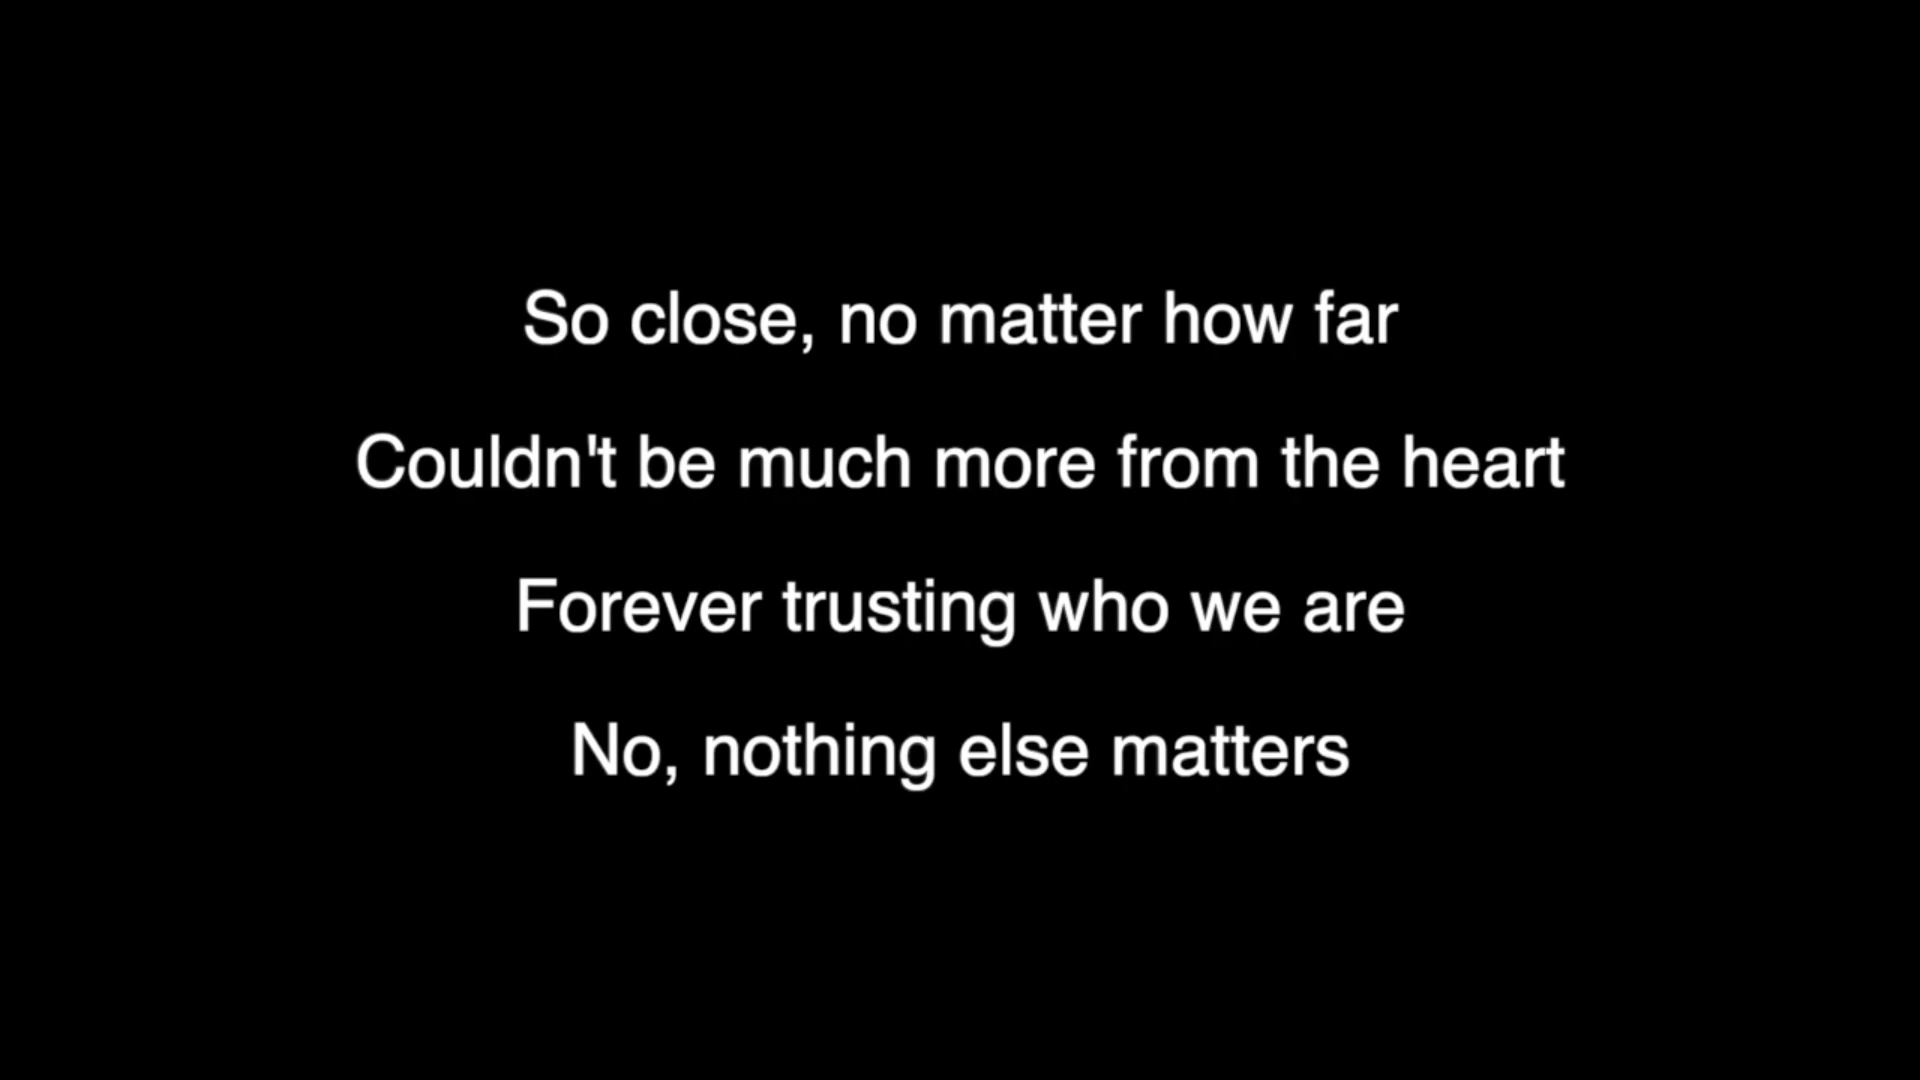 So close, no matter how far
Couldn't be much more from the heart
Forever trusting who we are
No, nothing else matters